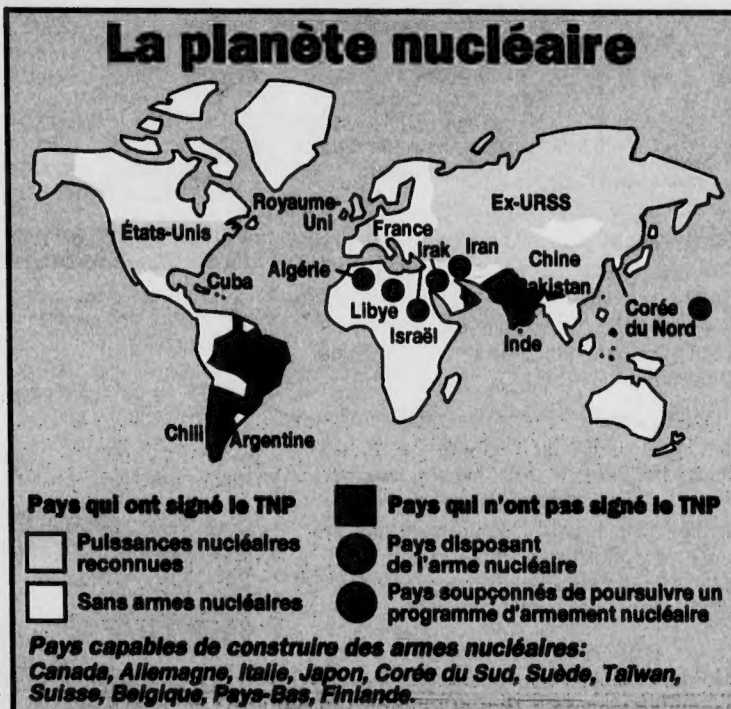 La planète nucléaire
Royaume-
Uni
Ex-URSS
États-Unis
France
Irak
Iran
Chine
Algérie
Cuba
Pakistan
Libye
Corée
du Nord
Israël
Inde
Chili
Argentine
Pays qui ont signé le TNP
Puissances nucléaires
reconnues
Sans armes nucléaires
Pays qui n'ont pas signé le TNP
Pays disposant
de l'arme nucléaire
Pays soupçonnés de poursuivre un
programme d'armement nucléaire
Pays capables de construire des armes nucléaires:
Canada, Allemagne, Italie, Japon, Corée du Sud, Suède, Taïwan,
Suisse, Belgique, Pays-Bas, Finlande.